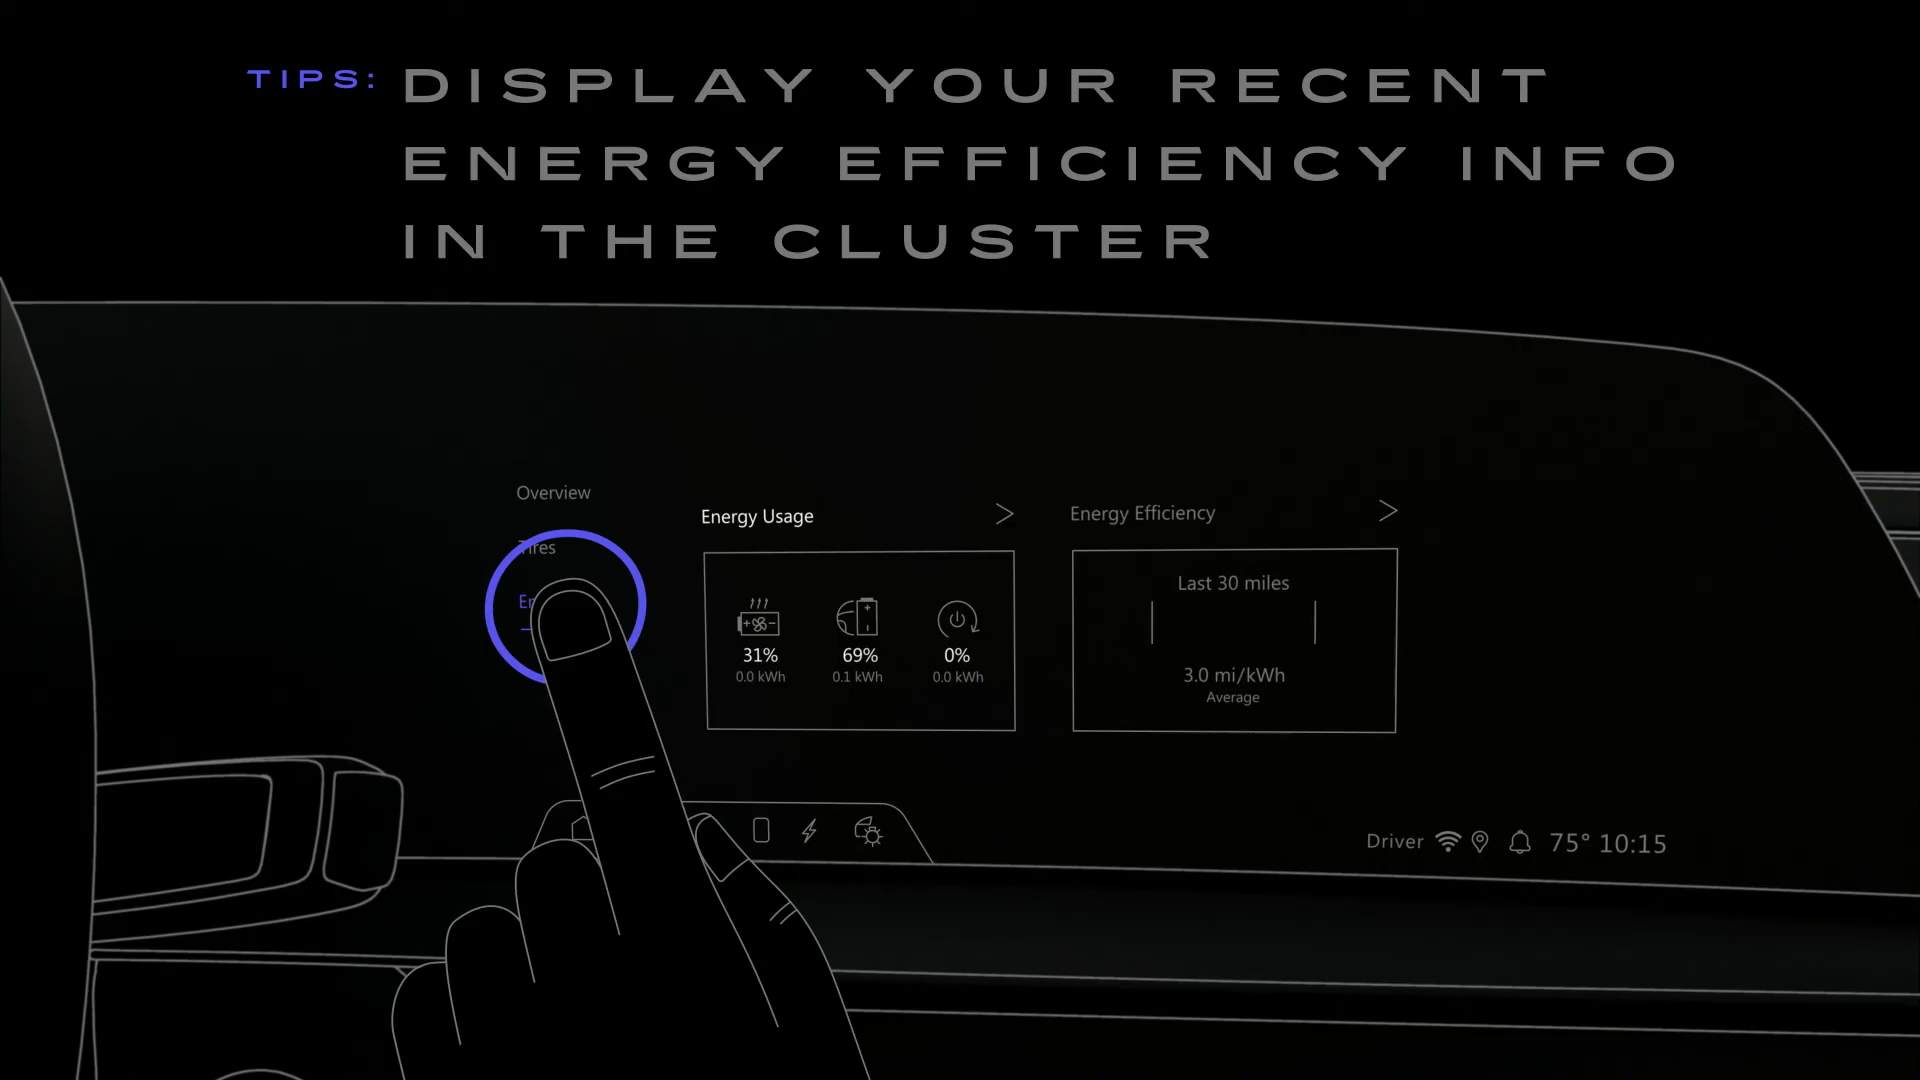 TIPS: DISPLAY YOUR RECENT
ENERGY EFFICIENCY INFO
IN THE CLUSTER
Overview
Tires
Energy Usage >
31% 69% 0%
0.0 kWh 0.1 kWh 0.0 kWh
Energy Efficiency >
Last 30 miles
3.0 mi/kWh
Average
Driver 75° 10:15